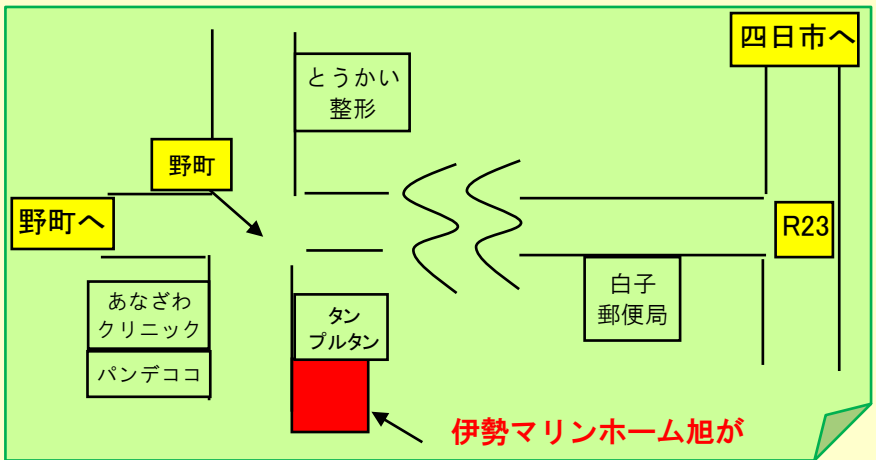 四日市へ
とうかい
整形
野町
野町へ
R23
あなざわ
クリニック
パンデココ
タン
プルタン
白子
郵便局
伊勢マリンホーム旭が